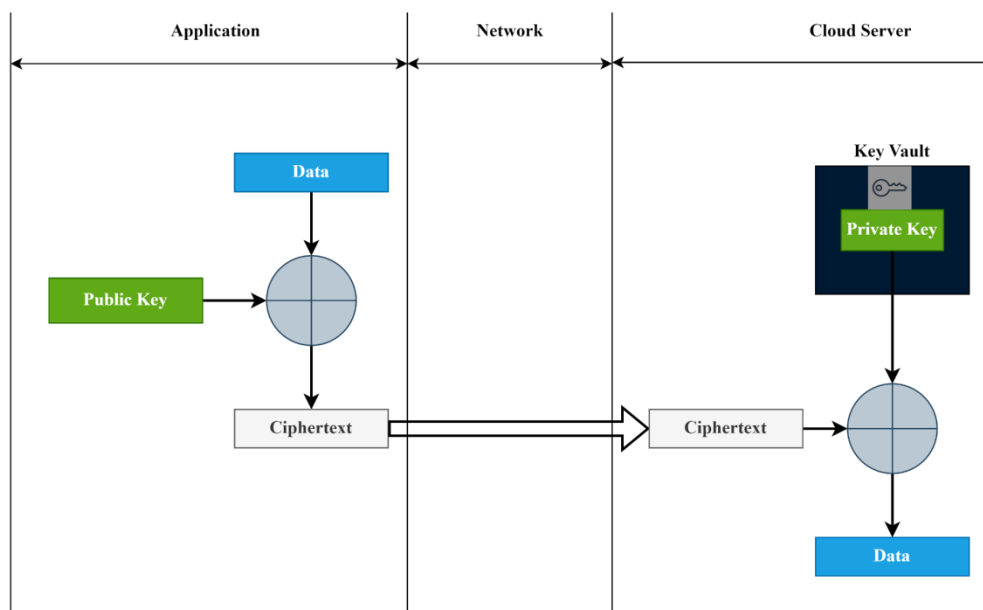 Application
Network
Cloud Server
Key Vault
Data
Private Key
Public Key
Ciphertext
Ciphertext
Data